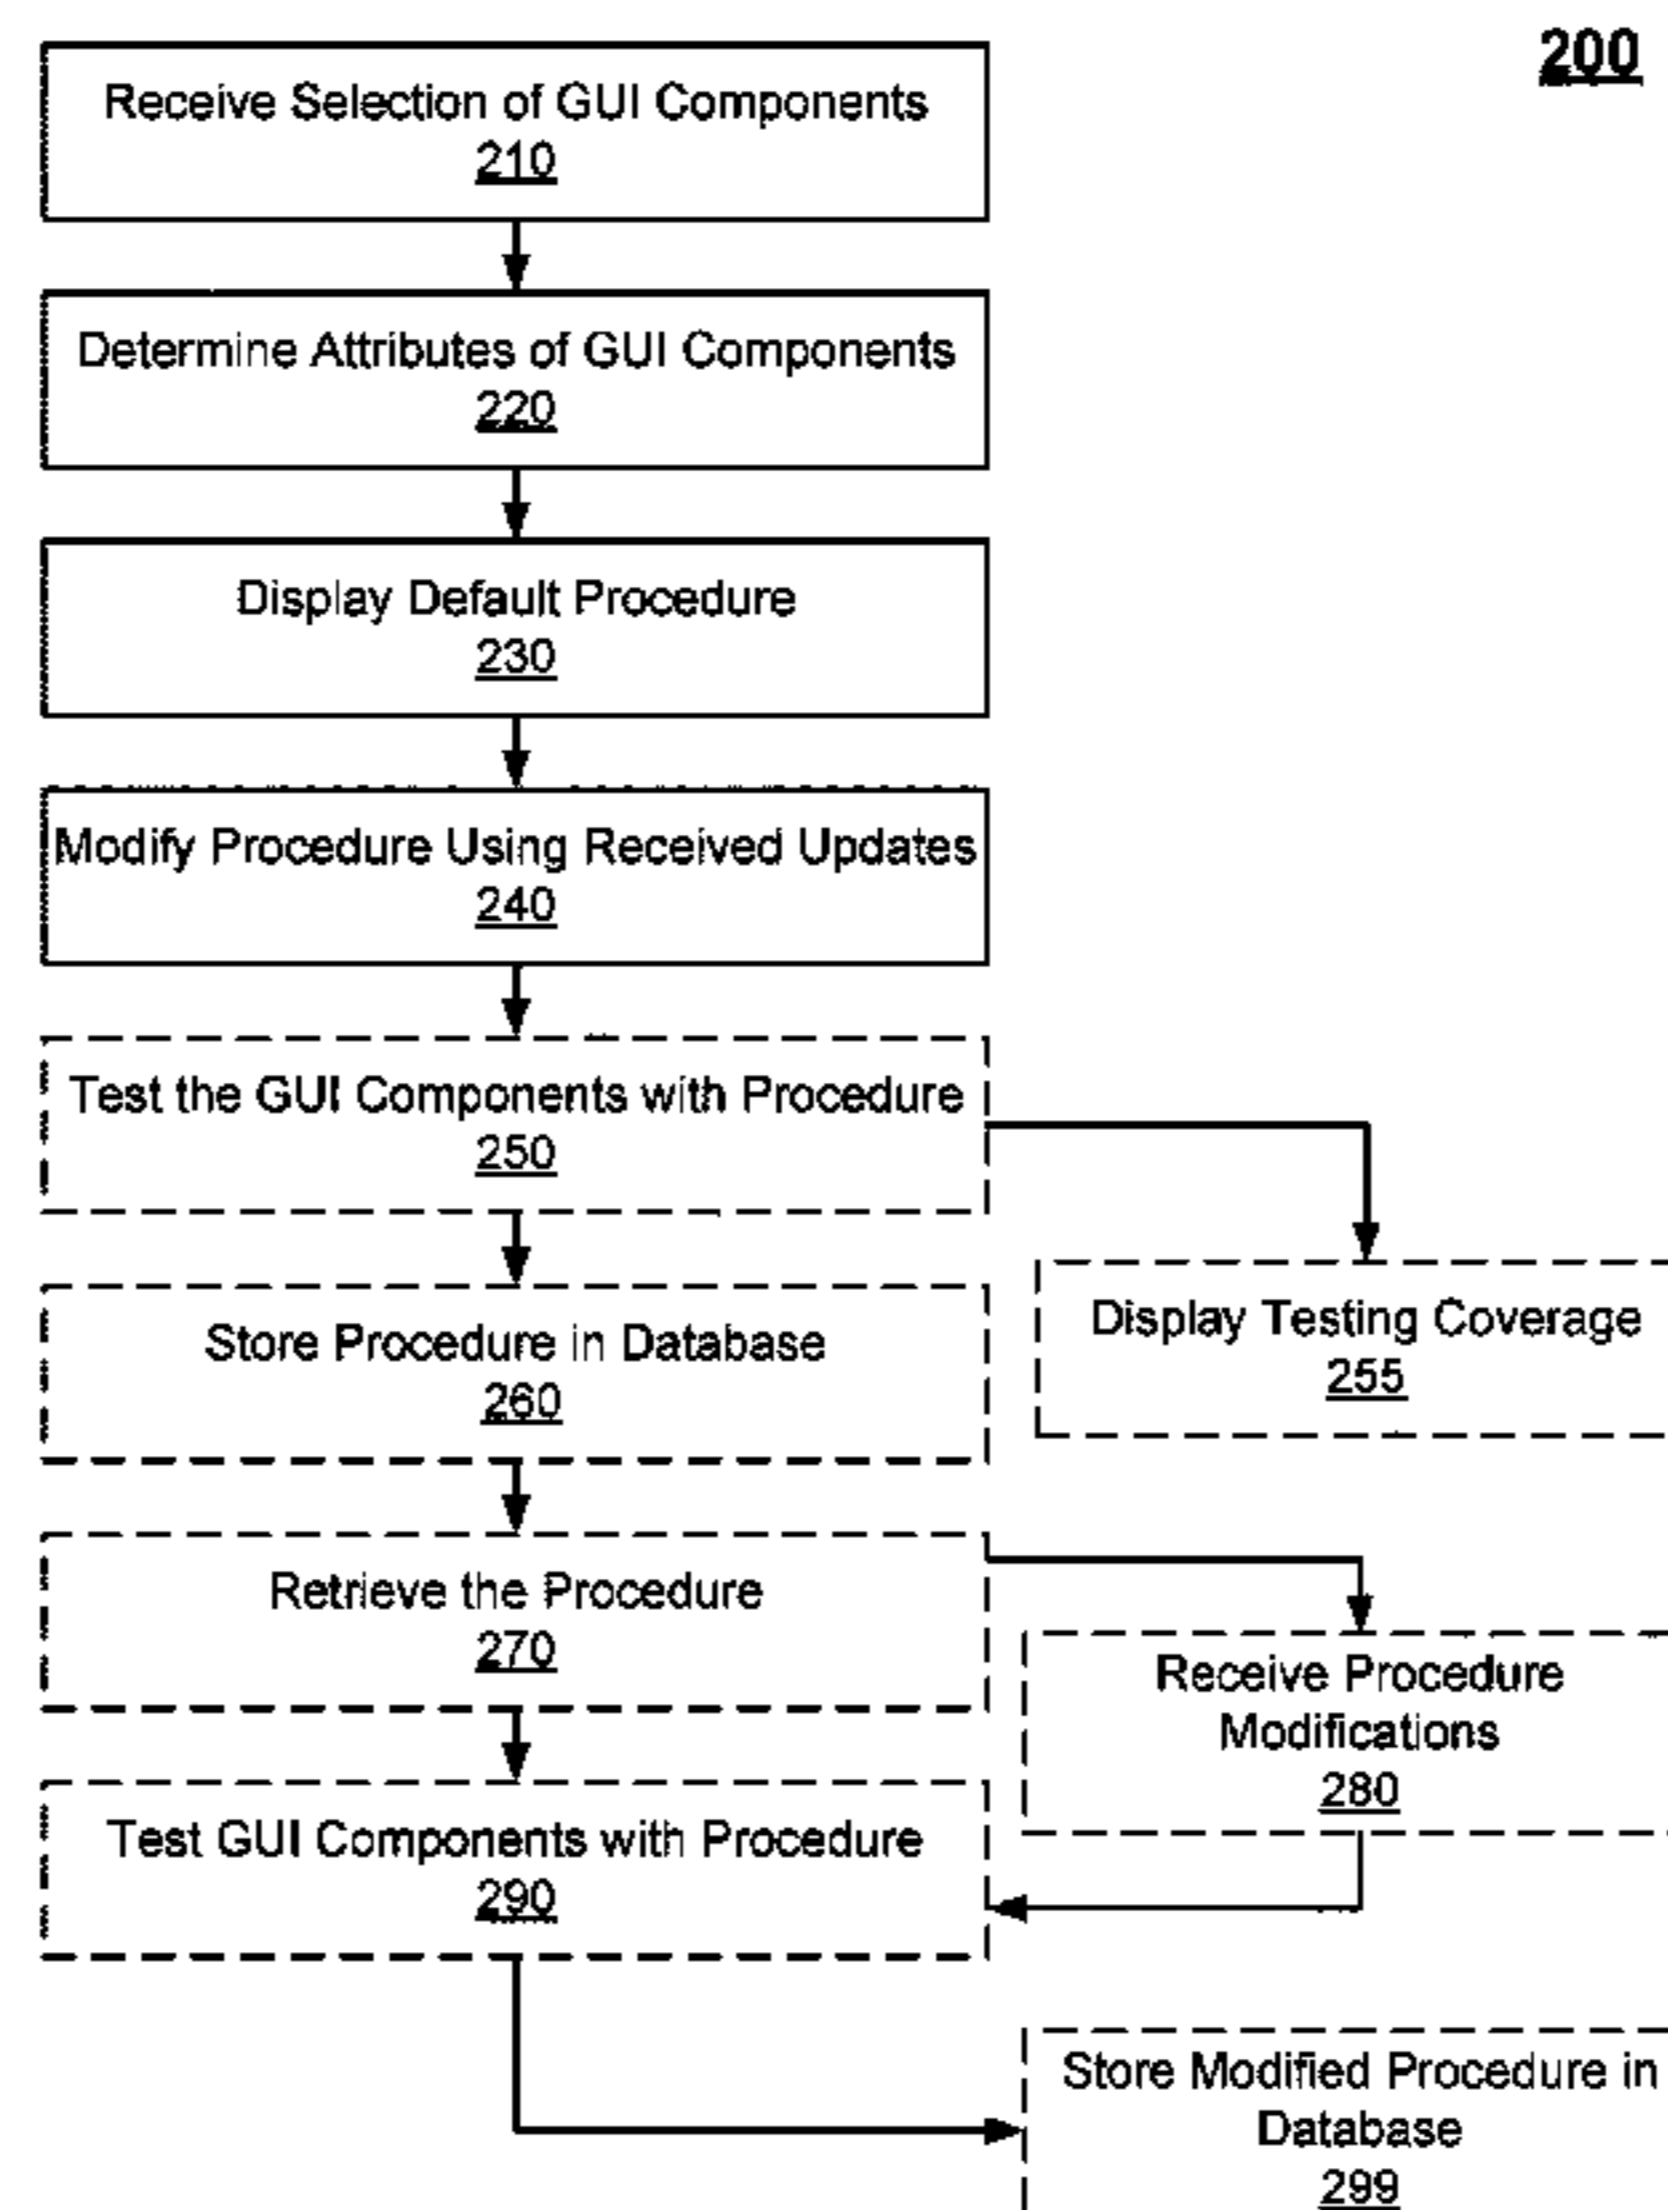 200
Receive Selection of GUI Components
210
Determine Attributes of GUI Components
220
Display Default Procedure
230
Modify Procedure Using Received Updates
240
Test the GUI Components with Procedure
250
Store Procedure in Database
260
Display Testing Coverage
255
Retrieve the Procedure
270
Receive Procedure
Modifications
280
Test GUI Components with Procedure
290
Store Modified Procedure in
Database
299